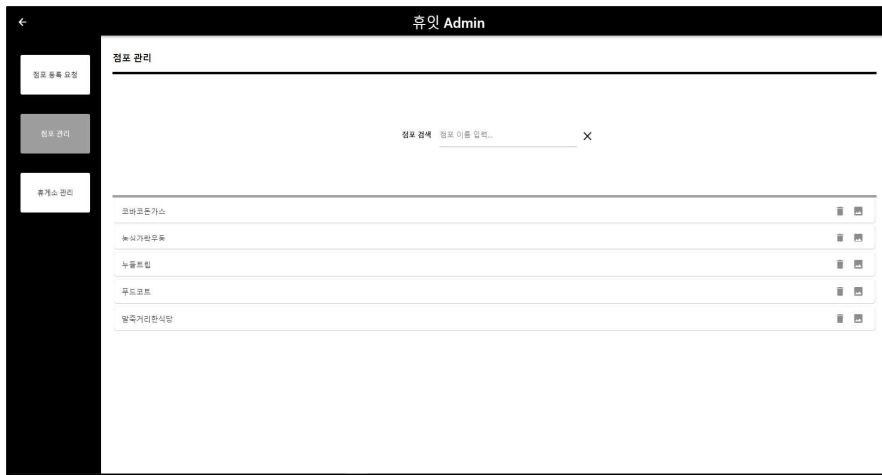 휴잇 Admin
점포 등록 요청
점포 관리
휴게소 관리
점포 관리
점포 검색 점포 이름 입력...
코바코돈가스
농심가락우동
누들트립
푸드코트
말죽거리한식당